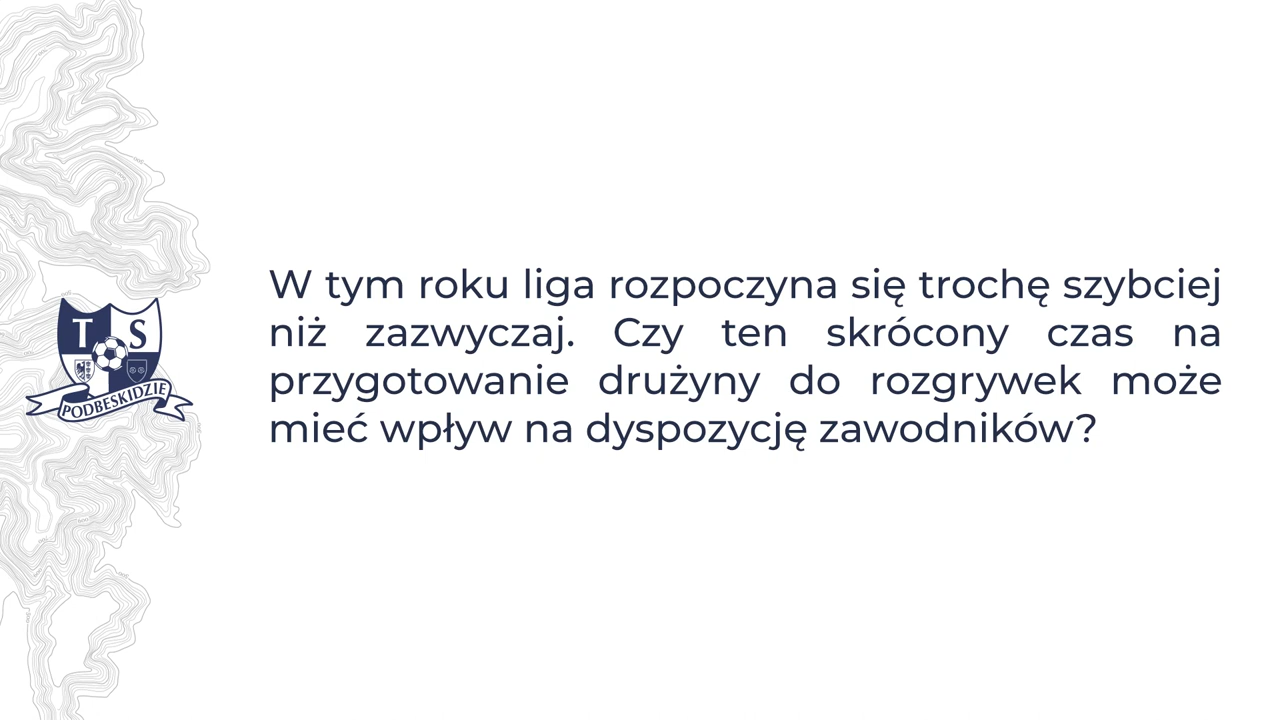 W tym roku liga rozpoczyna się trochę szybciej
niż zazwyczaj. Czy ten skrócony czas na
przygotowanie drużyny do rozgrywek może
mieć wpływ na dyspozycję zawodników?
T S
PODBESKIDZIE